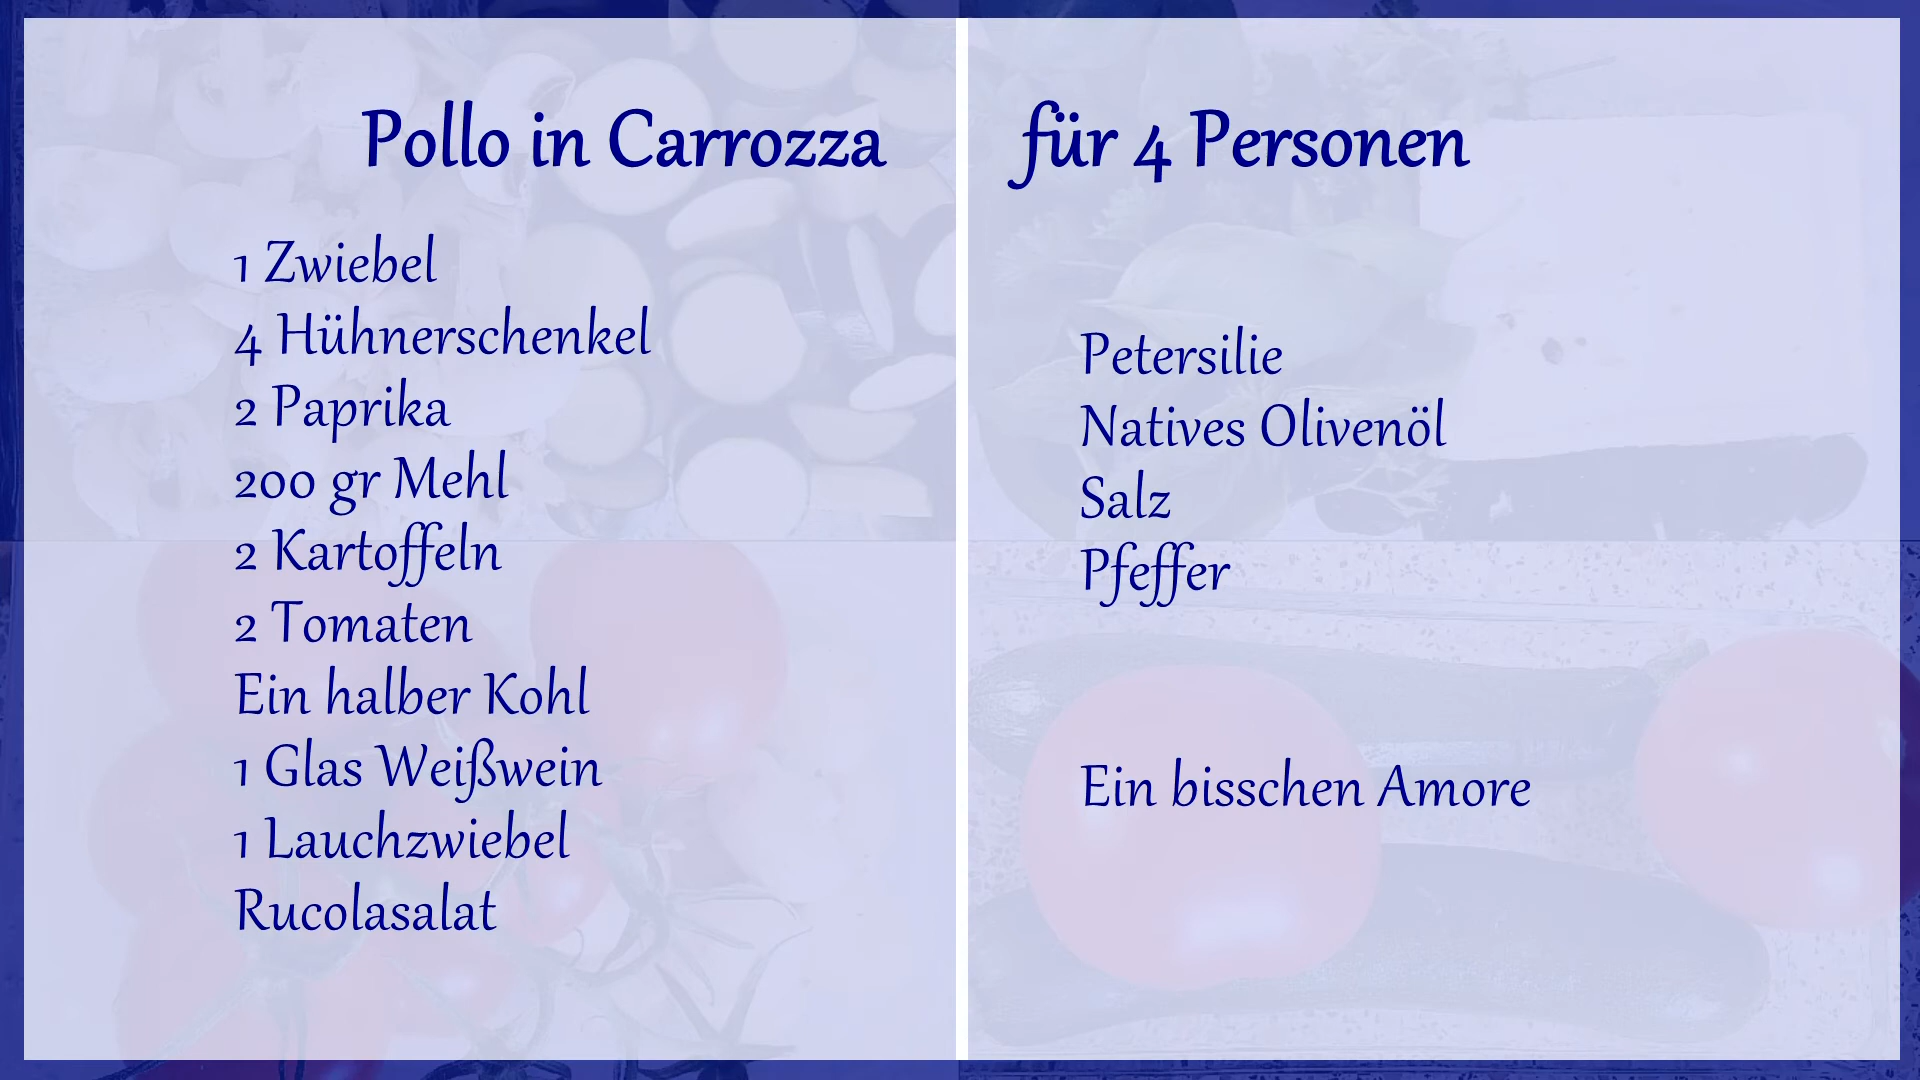 Pollo in Carrozza für 4 Personen
1 Zwiebel
4 Hühnerschenkel
2 Paprika
200 gr Mehl
2 Kartoffeln
2 Tomaten
Ein halber Kohl
1 Glas Weißwein
1 Lauchzwiebel
Rucolasalat
Petersilie
Natives Olivenöl
Salz
Pfeffer
Ein bisschen Amore